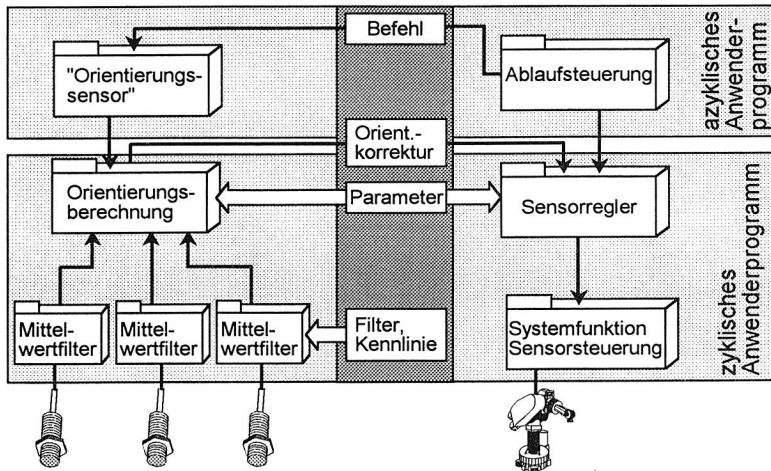 Befehl
"Orientierungs-
sensor"
Ablaufsteuerung
azyklisches
Anwender-
programm
Orient.-
korrektur
Orientierungs-
berechnung
Parameter
Sensorregler
Mittel-
wertfilter
Mittel-
wertfilter
Mittel-
wertfilter
Filter,
Kennlinie
Systemfunktion
Sensorsteuerung
zyklisches
Anwenderprogramm